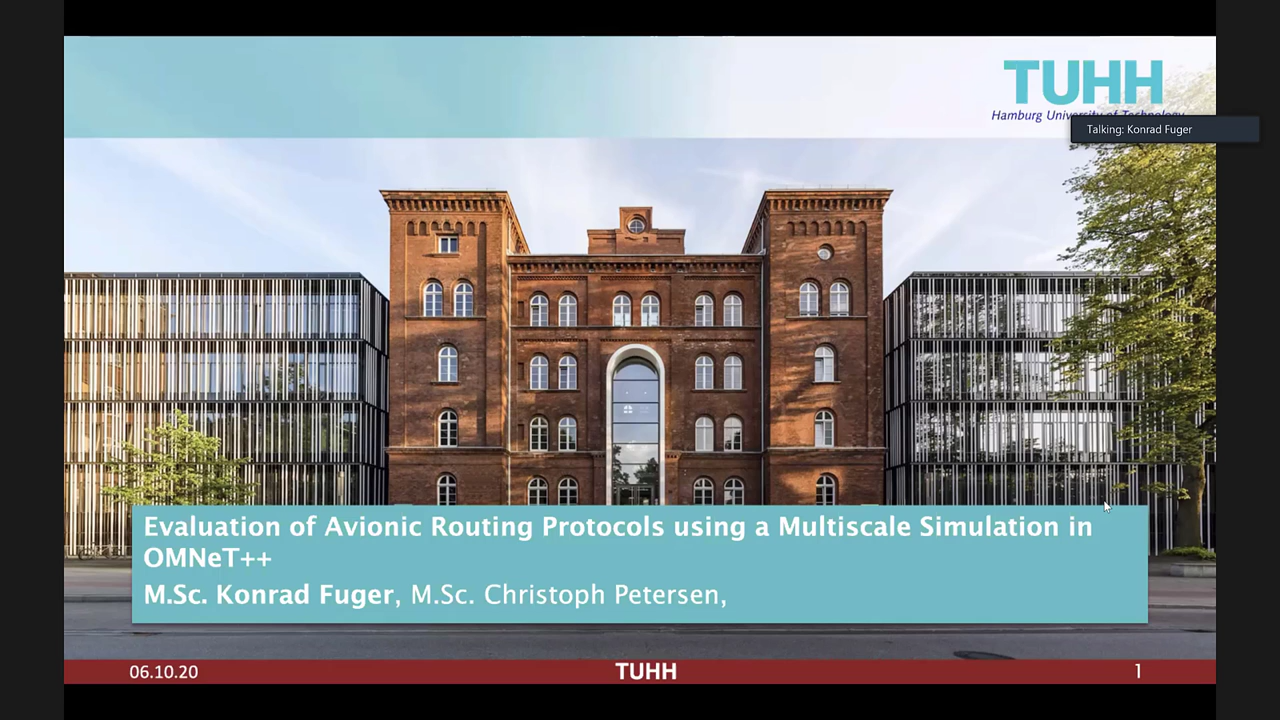 TUHH
Hamburg University of Technology
Talking: Konrad Fuger
Evaluation of Avionic Routing Protocols using a Multiscale Simulation in
OMNeT++
M.Sc. Konrad Fuger, M.Sc. Christoph Petersen,
06.10.20 TUHH 1